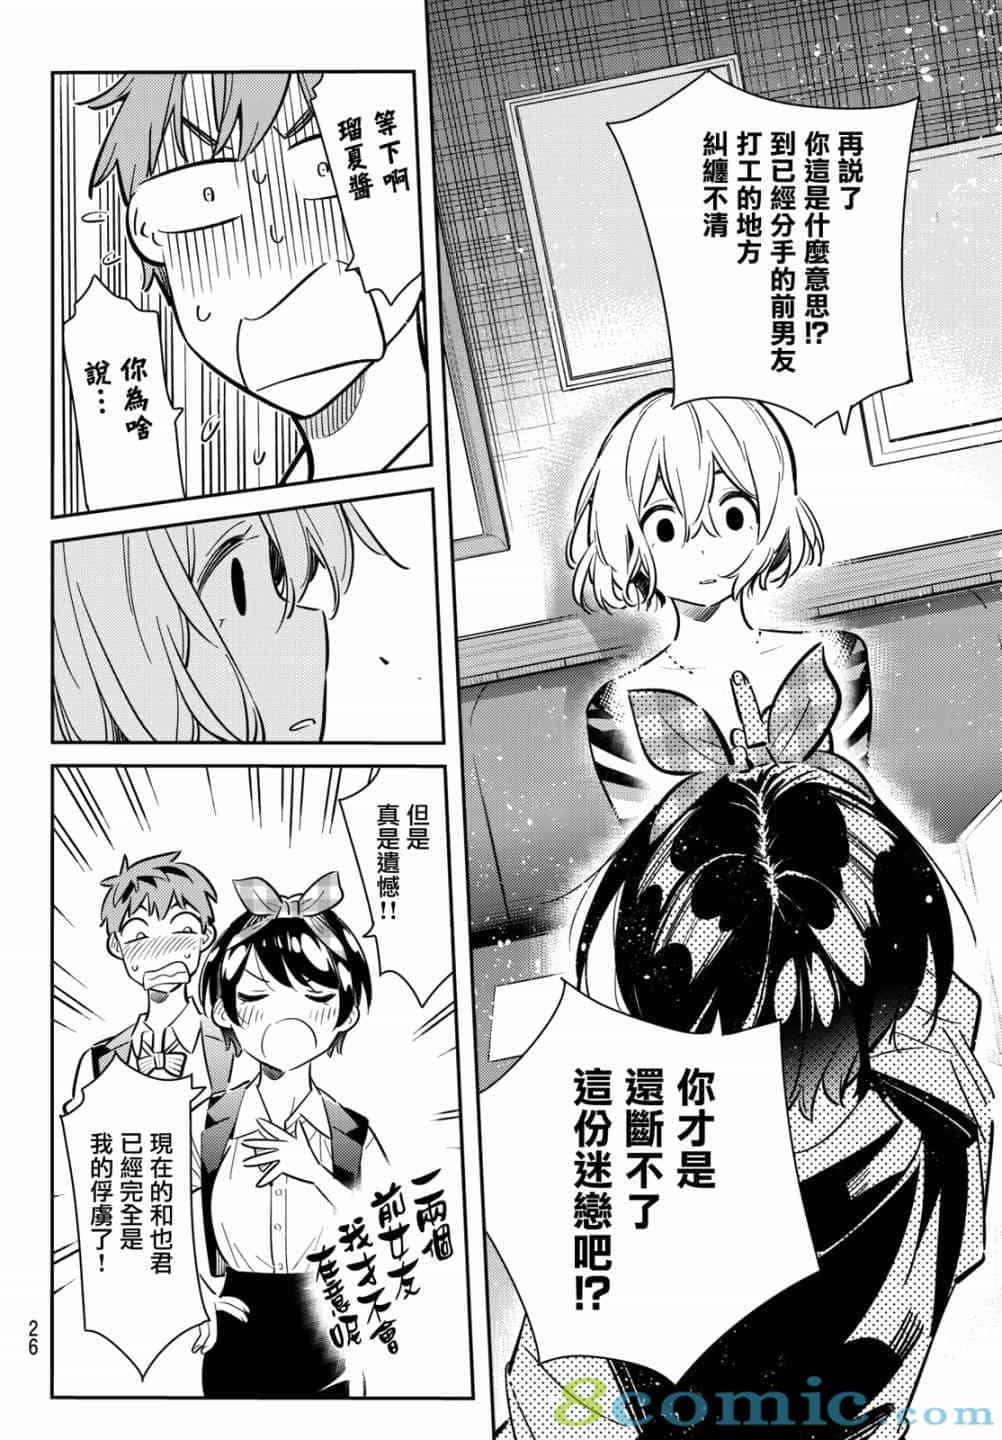 再說了
你這是什麼意思!?
到已經分手的前男友
打工的地方
糾纏不清
你才是
還斷不了
這份迷戀吧!?
等下啊
瑠夏醬
你為啥
說…
但是
真是遺憾!!
一兩個
前女友
我才不會
在意呢
現在的和也君
已經完全是
我的俘虜了!
26
8comic.com